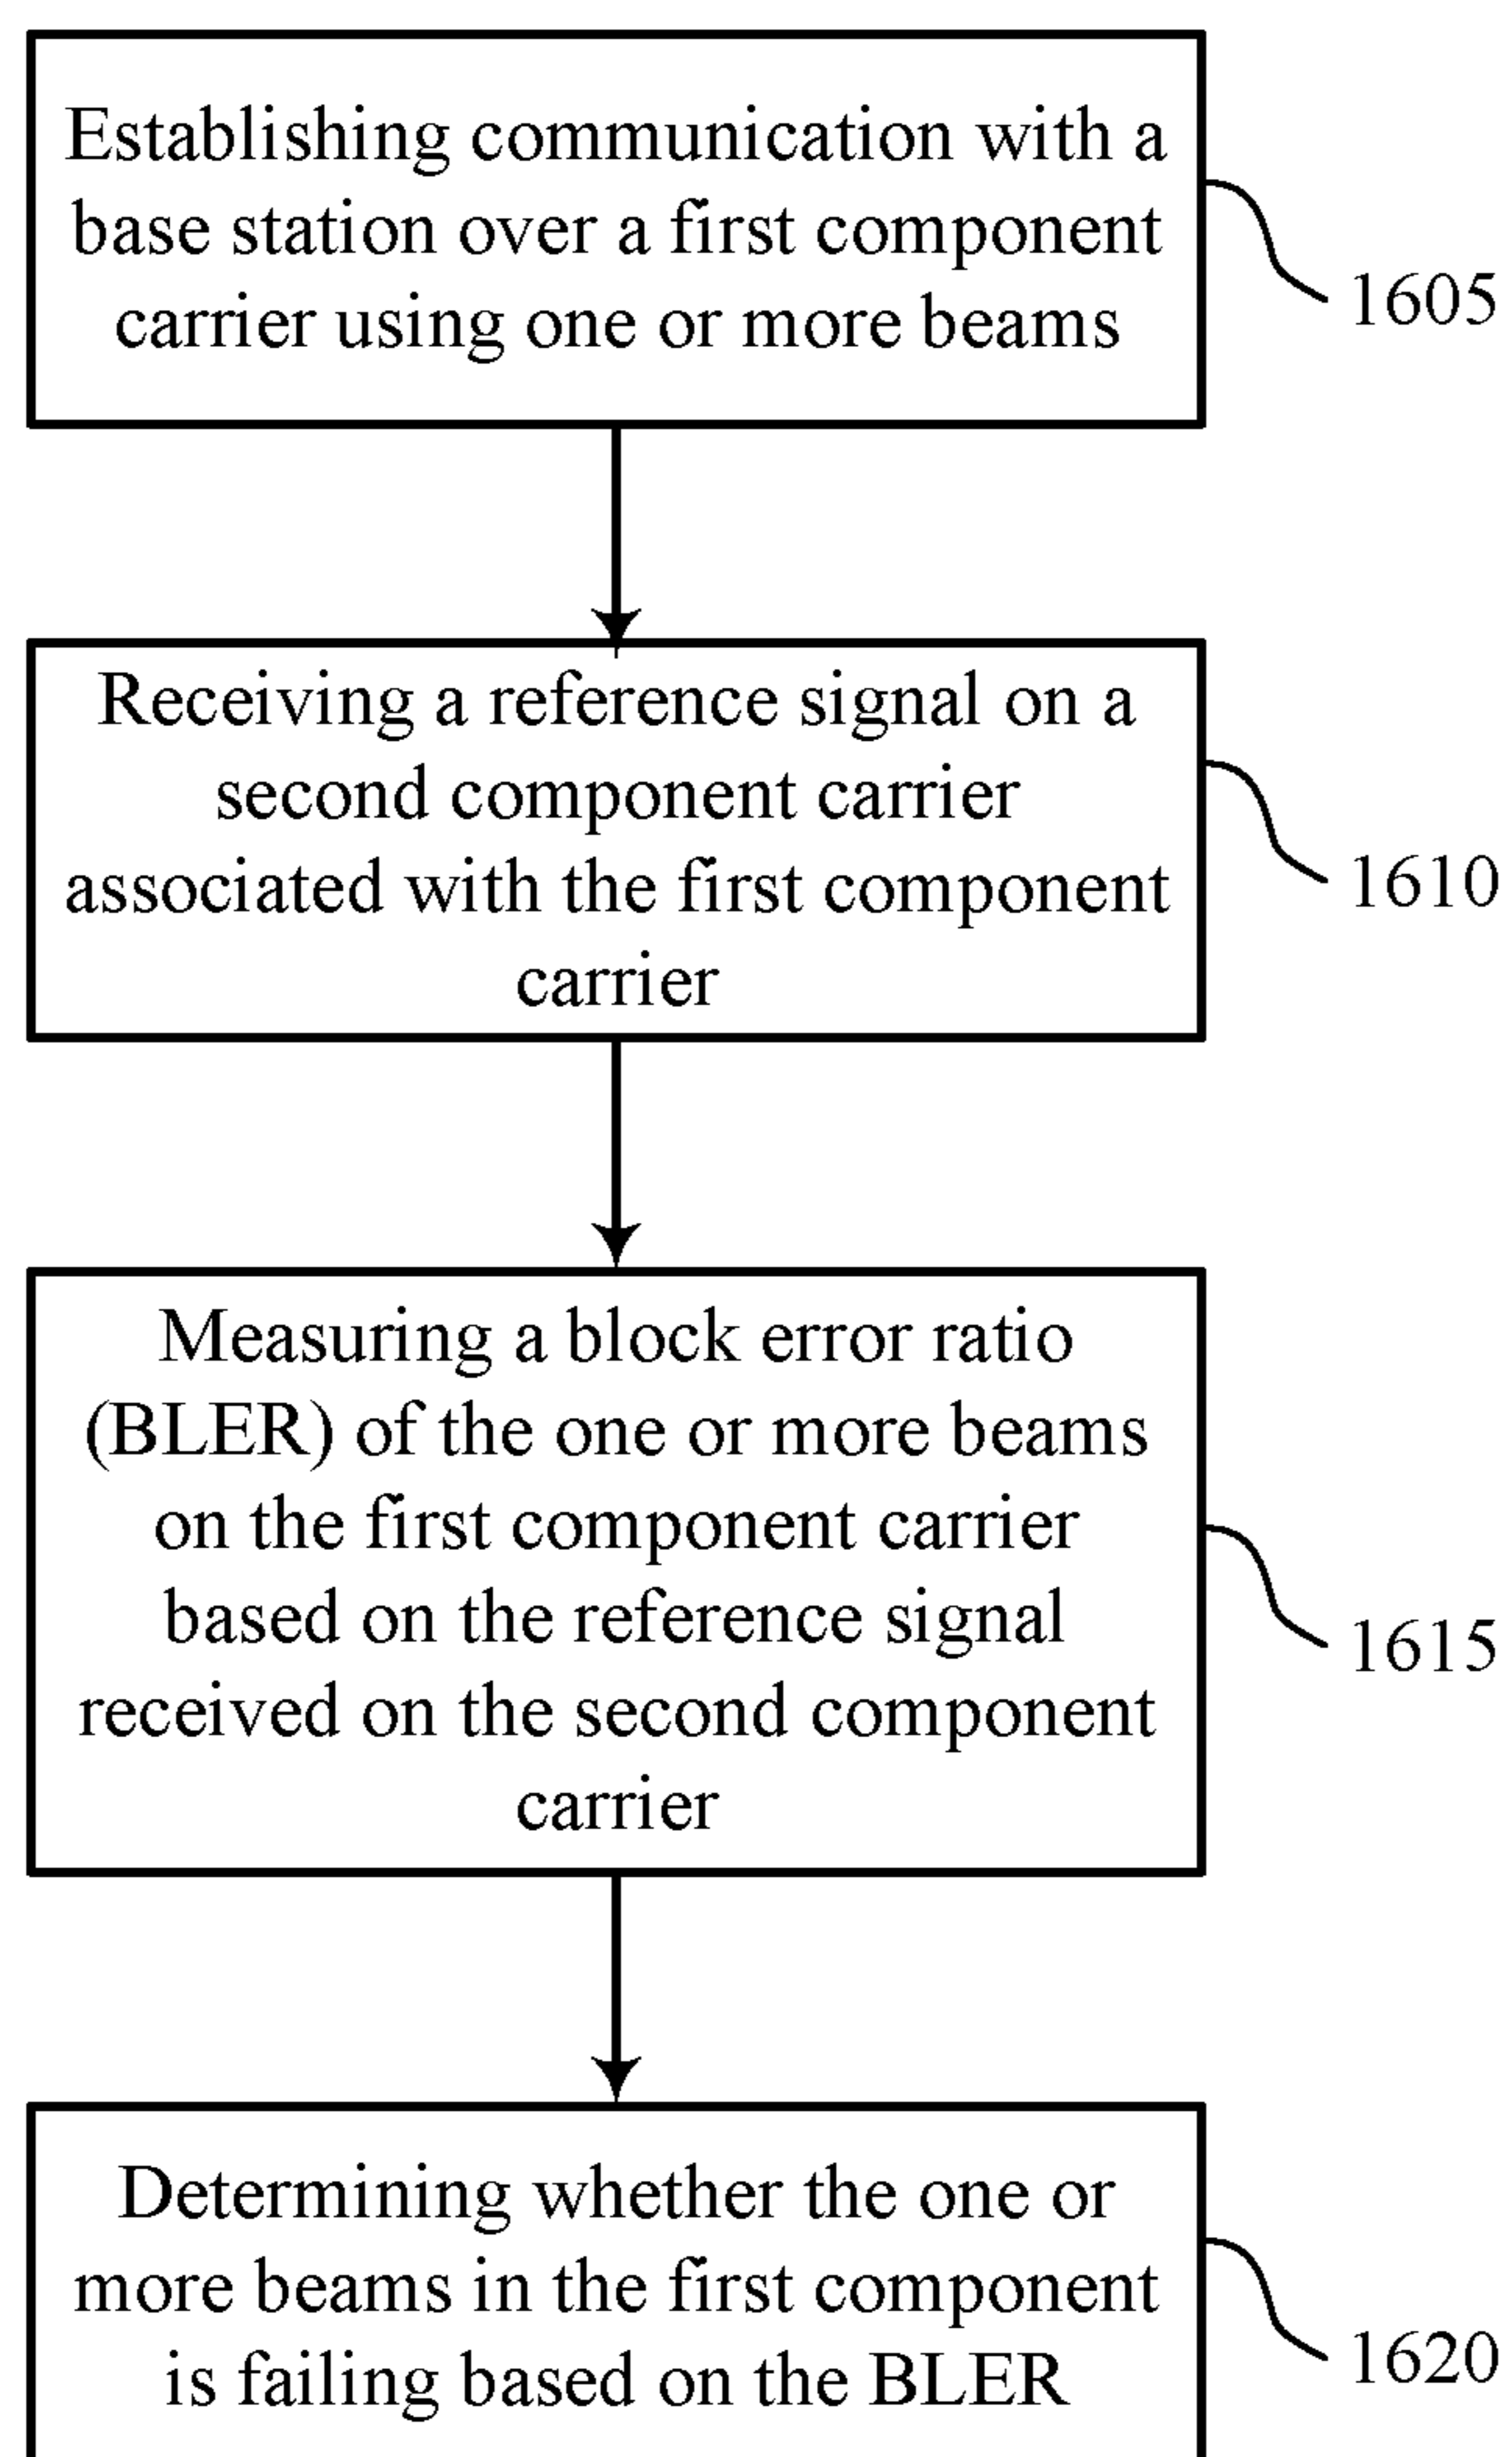 Establishing communication with a
base station over a first component
carrier using one or more beams
1605
Receiving a reference signal on a
second component carrier
associated with the first component
carrier
1610
Measuring a block error ratio
(BLER) of the one or more beams
on the first component carrier
based on the reference signal
received on the second component
carrier
1615
Determining whether the one or
more beams in the first component
is failing based on the BLER
1620